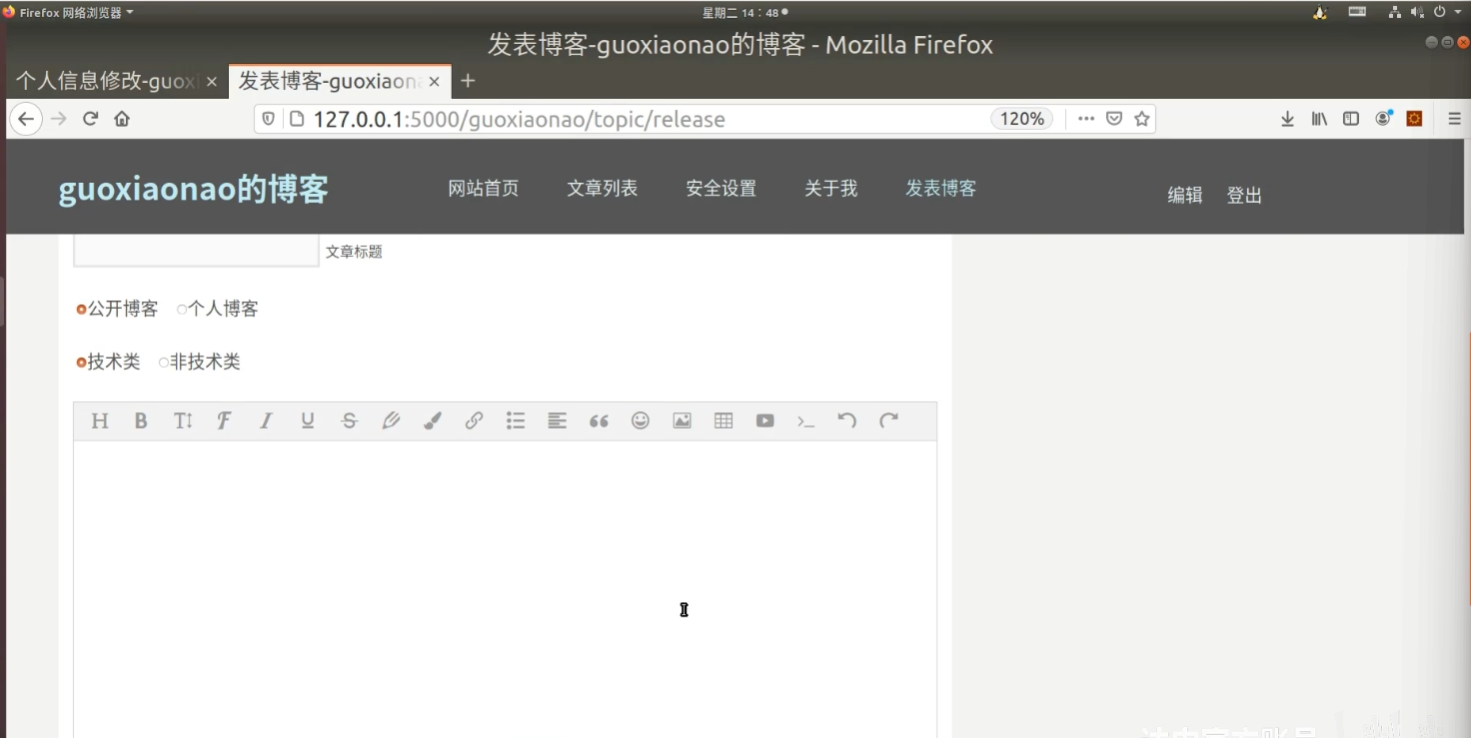 Firefox 网络浏览器
星期二 14：48
发表博客-guoxiaonao的博客 - Mozilla Firefox
个人信息修改-guoxi
发表博客-guoxiaona
127.0.0.1:5000/guoxiaonao/topic/release
120%
guoxiaonao的博客
网站首页 文章列表 安全设置 关于我 发表博客
编辑 登出
文章标题
公开博客 个人博客
技术类 非技术类